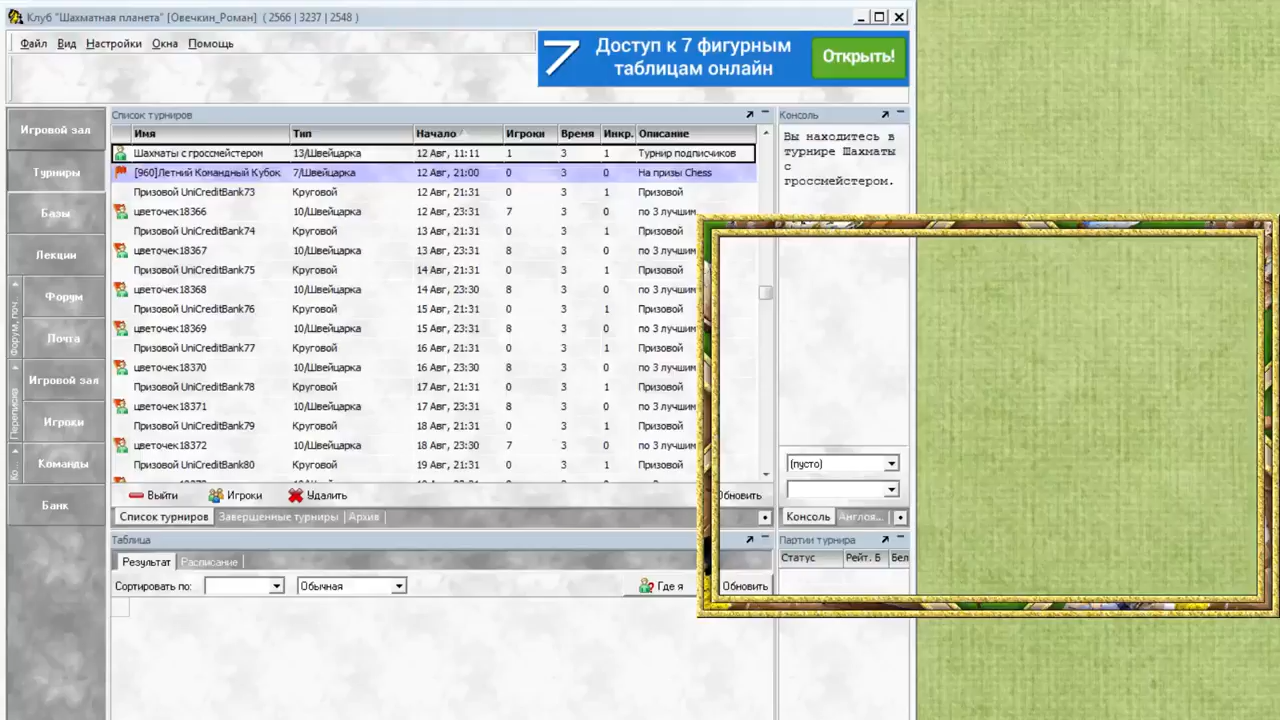 Клуб "Шахматная планета" [Овечкин_Роман] ( 2566 | 3237 | 2548 )
Файл Вид Настройки Окна Помощь
7 Доступ к 7 фигурным
таблицам онлайн
Открыть!
Игровой зал
Турниры
Базы
Лекции
Форум
Почта
Игровой зал
Игроки
Команды
Банк
Форум, поч...
Переписка
Ко...
Список турниров
Имя Тип Начало Игроки Время Инкр. Описание
Шахматы с гроссмейстером 13/Швейцарка 12 Авг, 11:11 1 3 1 Турнир подписчиков
[960]Летний Командный Кубок 7/Швейцарка 12 Авг, 21:00 0 3 0 На призы Chess
Призовой UniCreditBank73 Круговой 12 Авг, 21:31 0 3 1 Призовой
цветочек18366 10/Швейцарка 12 Авг, 23:31 7 3 0 по 3 лучшим
Призовой UniCreditBank74 Круговой 13 Авг, 21:31 0 3 1 Призовой
цветочек18367 10/Швейцарка 13 Авг, 23:31 8 3 0 по 3 лучшим
Призовой UniCreditBank75 Круговой 14 Авг, 21:31 0 3 1 Призовой
цветочек18368 10/Швейцарка 14 Авг, 23:30 8 3 0 по 3 лучшим
Призовой UniCreditBank76 Круговой 15 Авг, 21:31 0 3 1 Призовой
цветочек18369 10/Швейцарка 15 Авг, 23:31 8 3 0 по 3 лучшим
Призовой UniCreditBank77 Круговой 16 Авг, 21:31 0 3 1 Призовой
цветочек18370 10/Швейцарка 16 Авг, 23:30 8 3 0 по 3 лучшим
Призовой UniCreditBank78 Круговой 17 Авг, 21:31 0 3 1 Призовой
цветочек18371 10/Швейцарка 17 Авг, 23:31 8 3 0 по 3 лучшим
Призовой UniCreditBank79 Круговой 18 Авг, 21:31 0 3 1 Призовой
цветочек18372 10/Швейцарка 18 Авг, 23:30 7 3 0 по 3 лучшим
Призовой UniCreditBank80 Круговой 19 Авг, 21:31 0 3 1 Призовой
Выйти Игроки Удалить Обновить
Список турниров Завершенные турниры Архив
Консоль
Вы находитесь в
турнире Шахматы
с
гроссмейстером.
(пусто)
Консоль Англоя...
Таблица
Результат Расписание
Сортировать по: Обычная Где я Обновить
Партии турнира
Статус Рейт. Б Бел